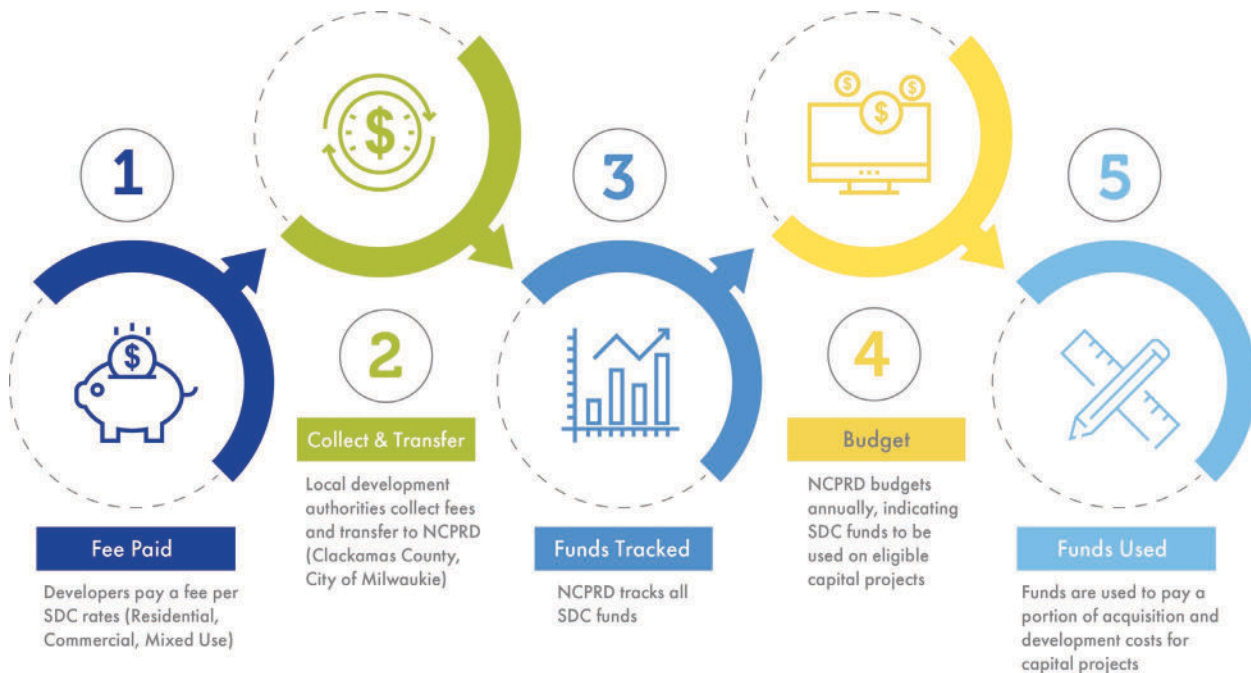 1
Fee Paid
Developers pay a fee per
SDC rates (Residential,
Commercial, Mixed Use)
$
$
2
Collect & Transfer
Local development
authorities collect fees
and transfer to NCPRD
(Clackamas County,
City of Milwaukie)
3
Funds Tracked
NCPRD tracks all
SDC funds
$ $ $
4
Budget
NCPRD budgets
annually, indicating
SDC funds to be
used on eligible
capital projects
5
Funds Used
Funds are used to pay a
portion of acquisition and
development costs for
capital projects